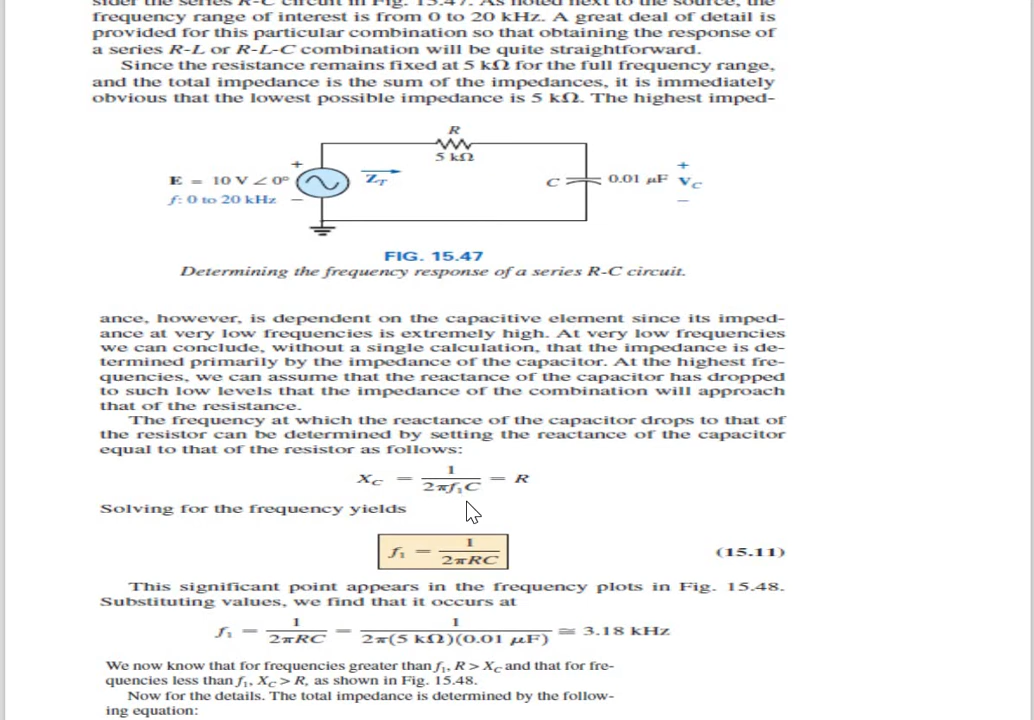 sider the series R-C circuit in Fig. 15.47. As noted next to the source, the
frequency range of interest is from 0 to 20 kHz. A great deal of detail is
provided for this particular combination so that obtaining the response of
a series R-L or R-L-C combination will be quite straightforward.
Since the resistance remains fixed at 5 kΩ for the full frequency range,
and the total impedance is the sum of the impedances, it is immediately
obvious that the lowest possible impedance is 5 kΩ. The highest imped-
R
5 kΩ
+
E = 10 V ∠ 0°
f: 0 to 20 kHz
–
Z_T
C
0.01 μF
+
V_C
–
FIG. 15.47
Determining the frequency response of a series R-C circuit.
ance, however, is dependent on the capacitive element since its imped-
ance at very low frequencies is extremely high. At very low frequencies
we can conclude, without a single calculation, that the impedance is de-
termined primarily by the impedance of the capacitor. At the highest fre-
quencies, we can assume that the reactance of the capacitor has dropped
to such low levels that the impedance of the combination will approach
that of the resistance.
The frequency at which the reactance of the capacitor drops to that of
the resistor can be determined by setting the reactance of the capacitor
equal to that of the resistor as follows:
X_C = 1 / 2πf₁C = R
Solving for the frequency yields
f₁ = 1 / 2πRC (15.11)
This significant point appears in the frequency plots in Fig. 15.48.
Substituting values, we find that it occurs at
f₁ = 1 / 2πRC = 1 / 2π(5 kΩ)(0.01 μF) ≅ 3.18 kHz
We now know that for frequencies greater than f₁, R > X_C and that for fre-
quencies less than f₁, X_C > R, as shown in Fig. 15.48.
Now for the details. The total impedance is determined by the follow-
ing equation: